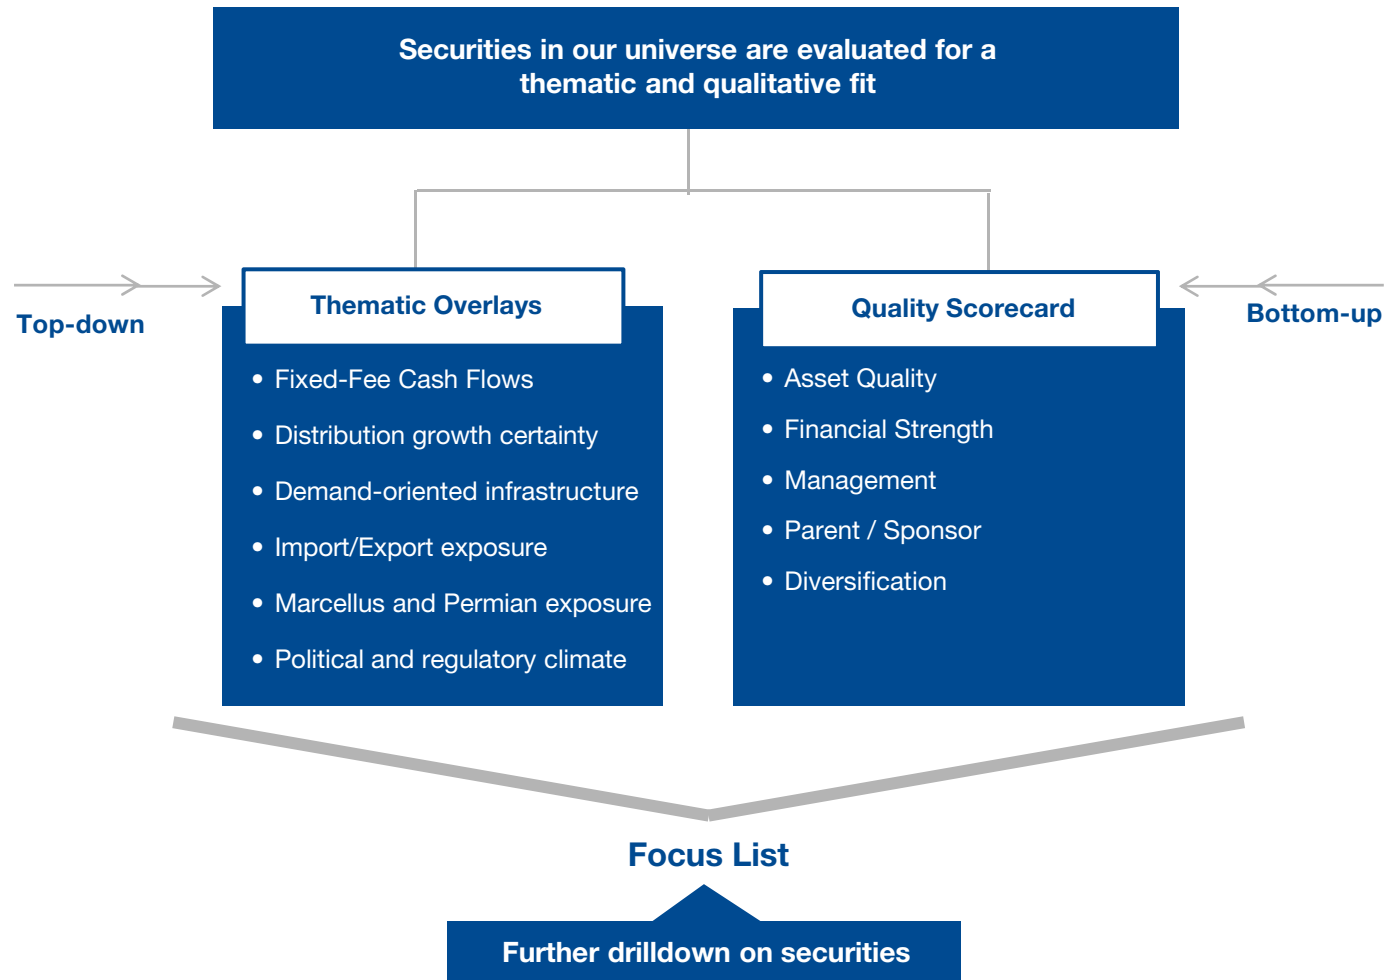 Securities in our universe are evaluated for a
thematic and qualitative fit
Top-down
Thematic Overlays
• Fixed-Fee Cash Flows
• Distribution growth certainty
• Demand-oriented infrastructure
• Import/Export exposure
• Marcellus and Permian exposure
• Political and regulatory climate
Quality Scorecard
• Asset Quality
• Financial Strength
• Management
• Parent / Sponsor
• Diversification
Bottom-up
Focus List
Further drilldown on securities